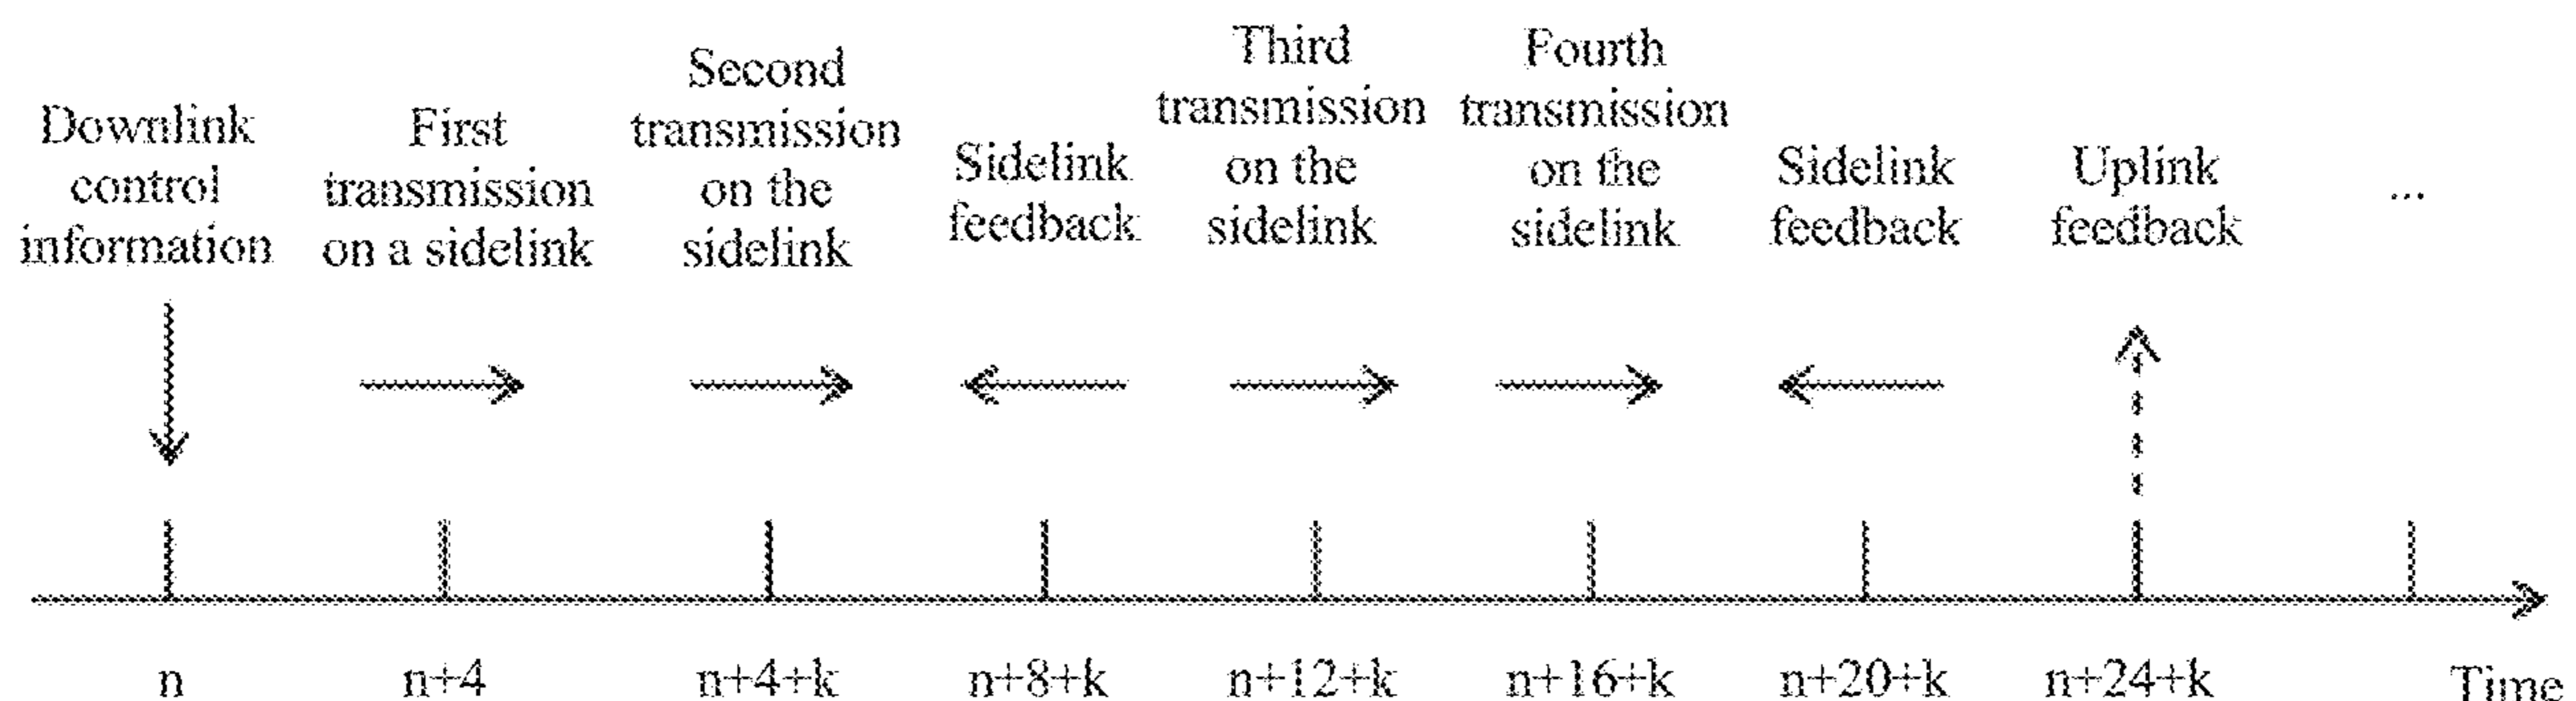 Downlink
control
information
First
transmission
on a sidelink
Second
transmission
on the
sidelink
Sidelink
feedback
Third
transmission
on the
sidelink
Fourth
transmission
on the
sidelink
Sidelink
feedback
Uplink
feedback
...
n
n+4
n+4+k
n+8+k
n+12+k
n+16+k
n+20+k
n+24+k
Time